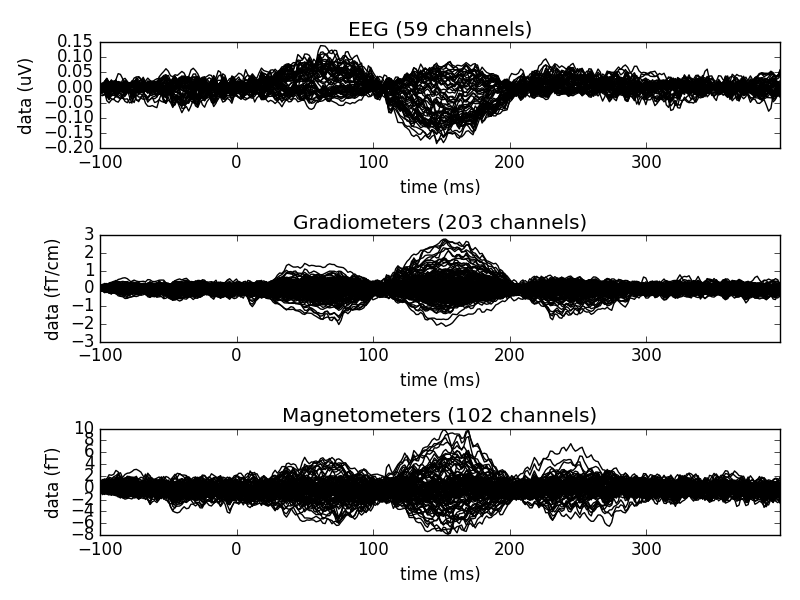 EEG (59 channels)
0.15
0.10
0.05
0.00
−0.05
−0.10
−0.15
−0.20
data (uV)
−100 0 100 200 300
time (ms)
Gradiometers (203 channels)
3
2
1
0
−1
−2
−3
data (fT/cm)
−100 0 100 200 300
time (ms)
Magnetometers (102 channels)
10
8
6
4
2
0
−2
−4
−6
−8
data (fT)
−100 0 100 200 300
time (ms)